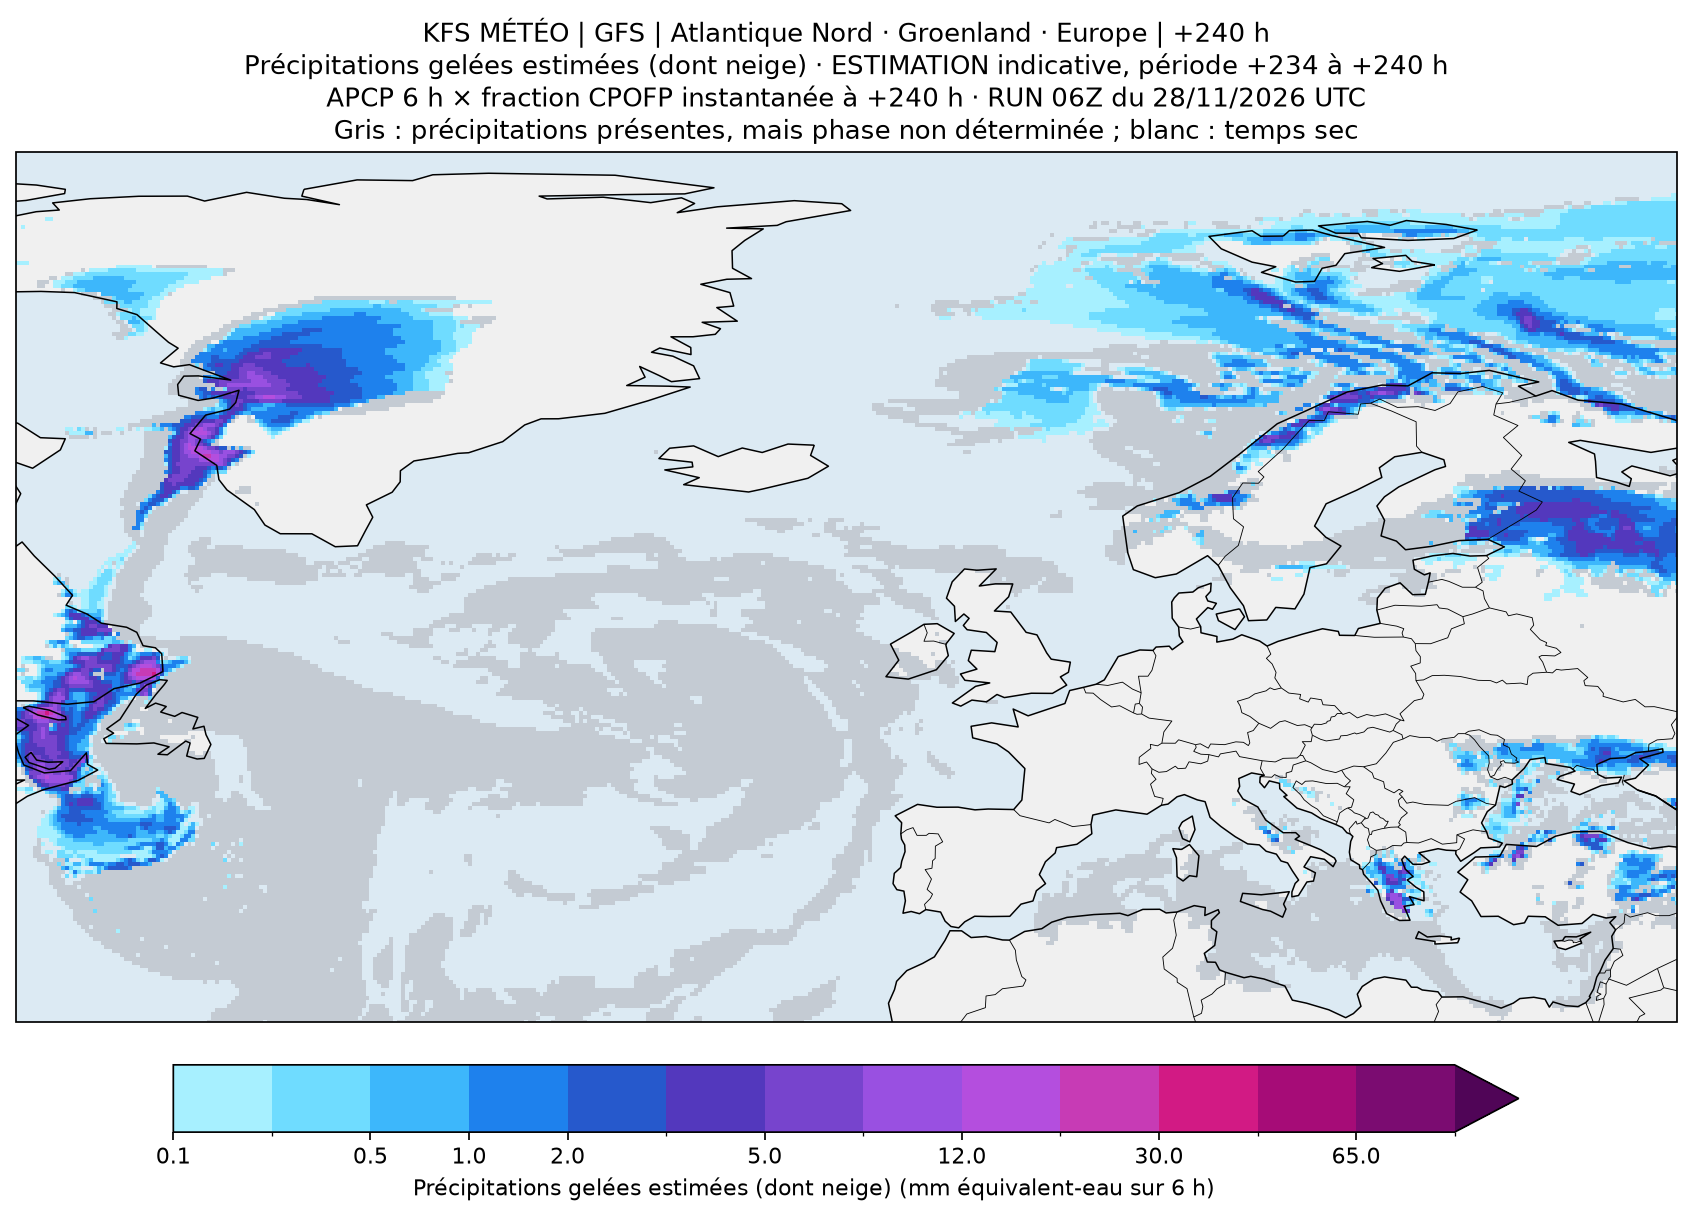 KFS MÉTÉO | GFS | Atlantique Nord · Groenland · Europe | +240 h
Précipitations gelées estimées (dont neige) · ESTIMATION indicative, période +234 à +240 h
APCP 6 h × fraction CPOFP instantanée à +240 h · RUN 06Z du 28/11/2026 UTC
Gris : précipitations présentes, mais phase non déterminée ; blanc : temps sec
0.1 0.5 1.0 2.0 5.0 12.0 30.0 65.0
Précipitations gelées estimées (dont neige) (mm équivalent-eau sur 6 h)